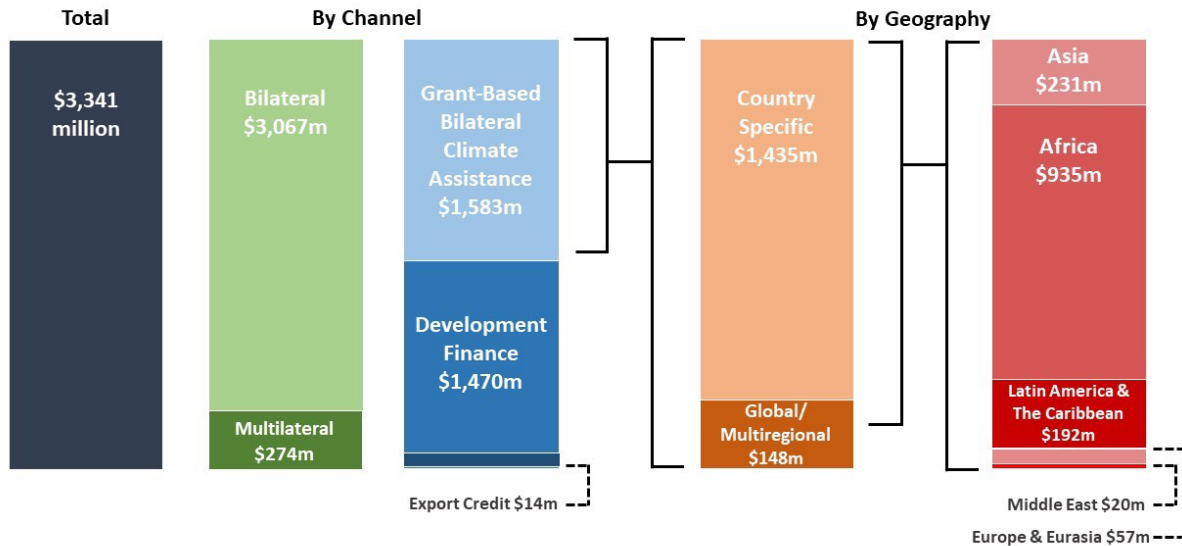 Total
By Channel
By Geography
$3,341
million
Bilateral
$3,067m
Multilateral
$274m
Grant-Based
Bilateral
Climate
Assistance
$1,583m
Development
Finance
$1,470m
Export Credit $14m
Country
Specific
$1,435m
Global/
Multiregional
$148m
Asia
$231m
Africa
$935m
Latin America &
The Caribbean
$192m
Middle East $20m
Europe & Eurasia $57m